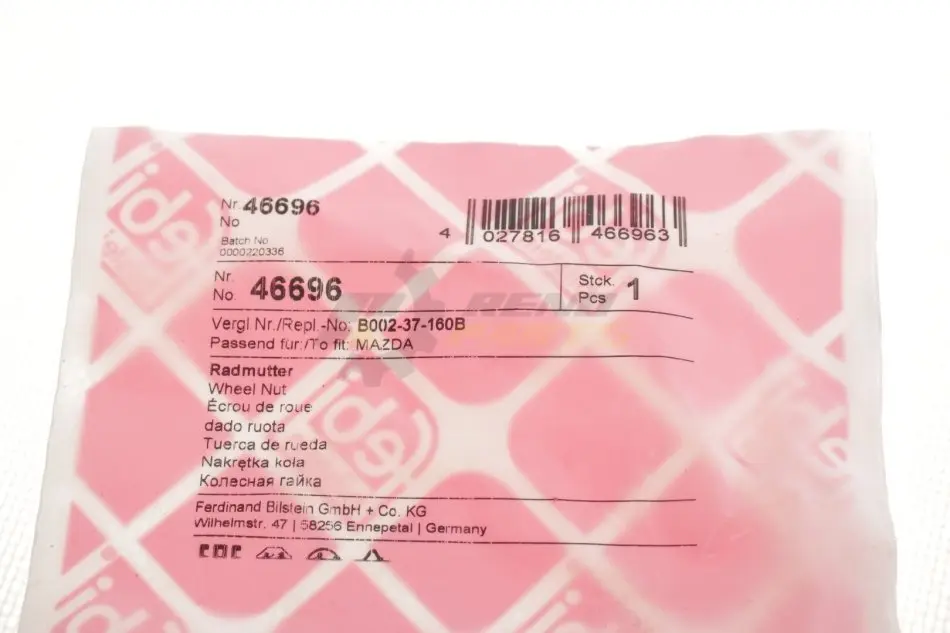 Nr. 46696
No
Batch No
0000220336
4 027816 466963
Nr.
No. 46696
Stck.
Pcs 1
Vergl Nr./Repl.-No: B002-37-160B
Passend für:/To fit: MAZDA
Radmutter
Wheel Nut
Écrou de roue
dado ruota
Tuerca de rueda
Nakrętka koła
Колесная гайка
Ferdinand Bilstein GmbH + Co. KG
Wilhelmstr. 47 | 58256 Ennepetal | Germany
febi